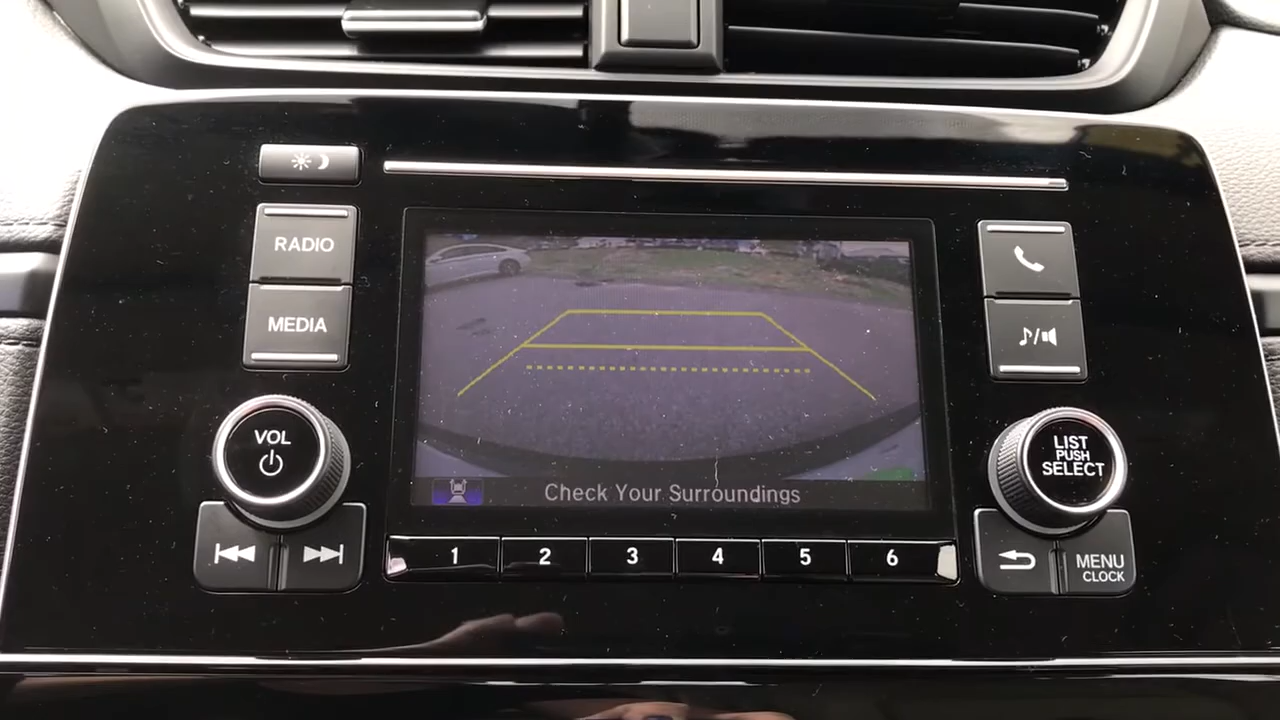 RADIO
MEDIA
VOL
LIST
PUSH
SELECT
Check Your Surroundings
1 2 3 4 5 6
MENU
CLOCK